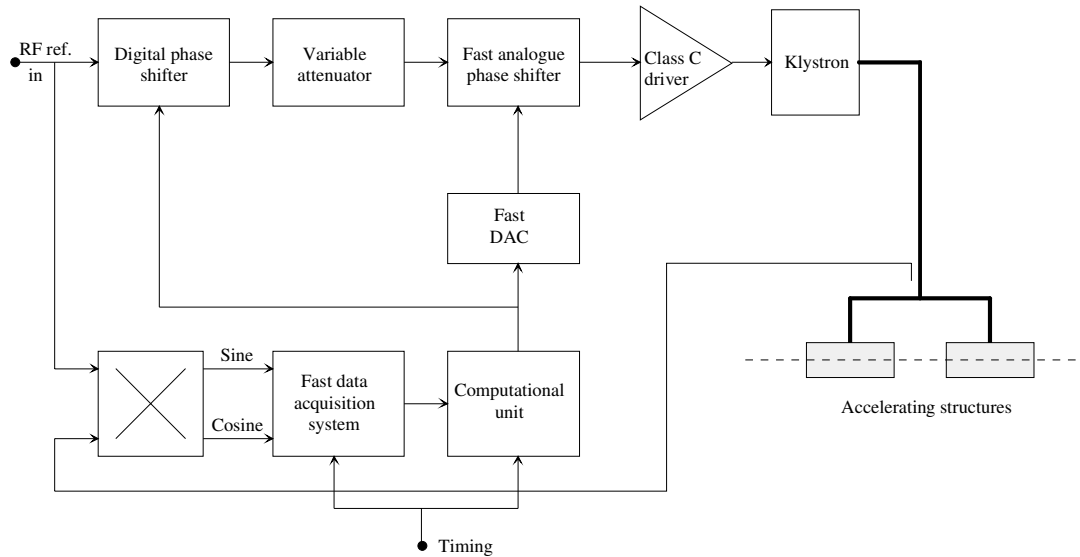 RF ref.
in
Digital phase
shifter
Variable
attenuator
Fast analogue
phase shifter
Class C
driver
Klystron
Fast
DAC
Sine
Cosine
Fast data
acquisition
system
Computational
unit
Accelerating structures
Timing